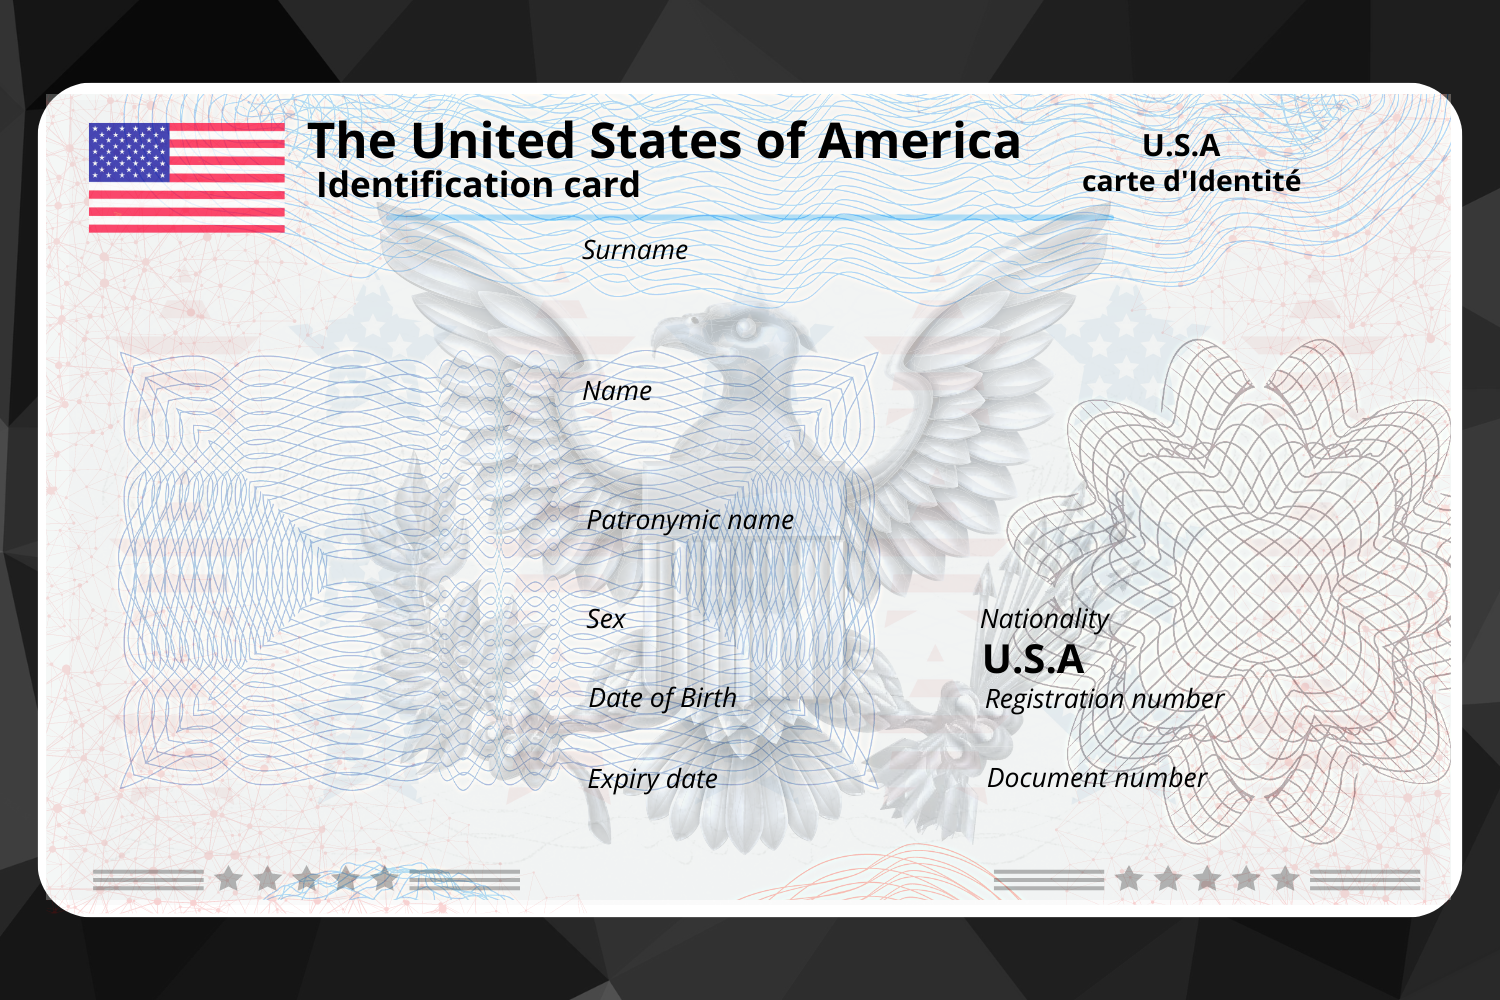 The United States of America
Identification card
U.S.A
carte d'Identité
Surname
Name
Patronymic name
Sex
Nationality
U.S.A
Date of Birth
Registration number
Expiry date
Document number